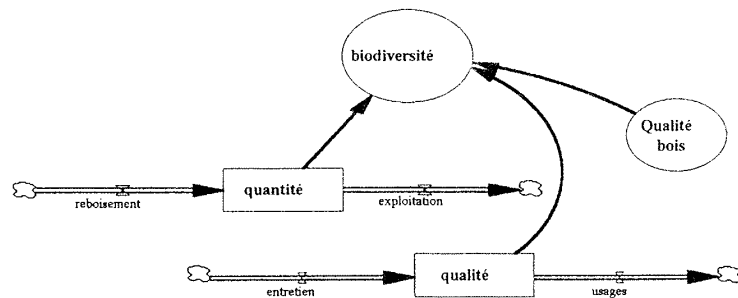 biodiversité
Qualité
bois
quantité
reboisement
exploitation
qualité
entretien
usages